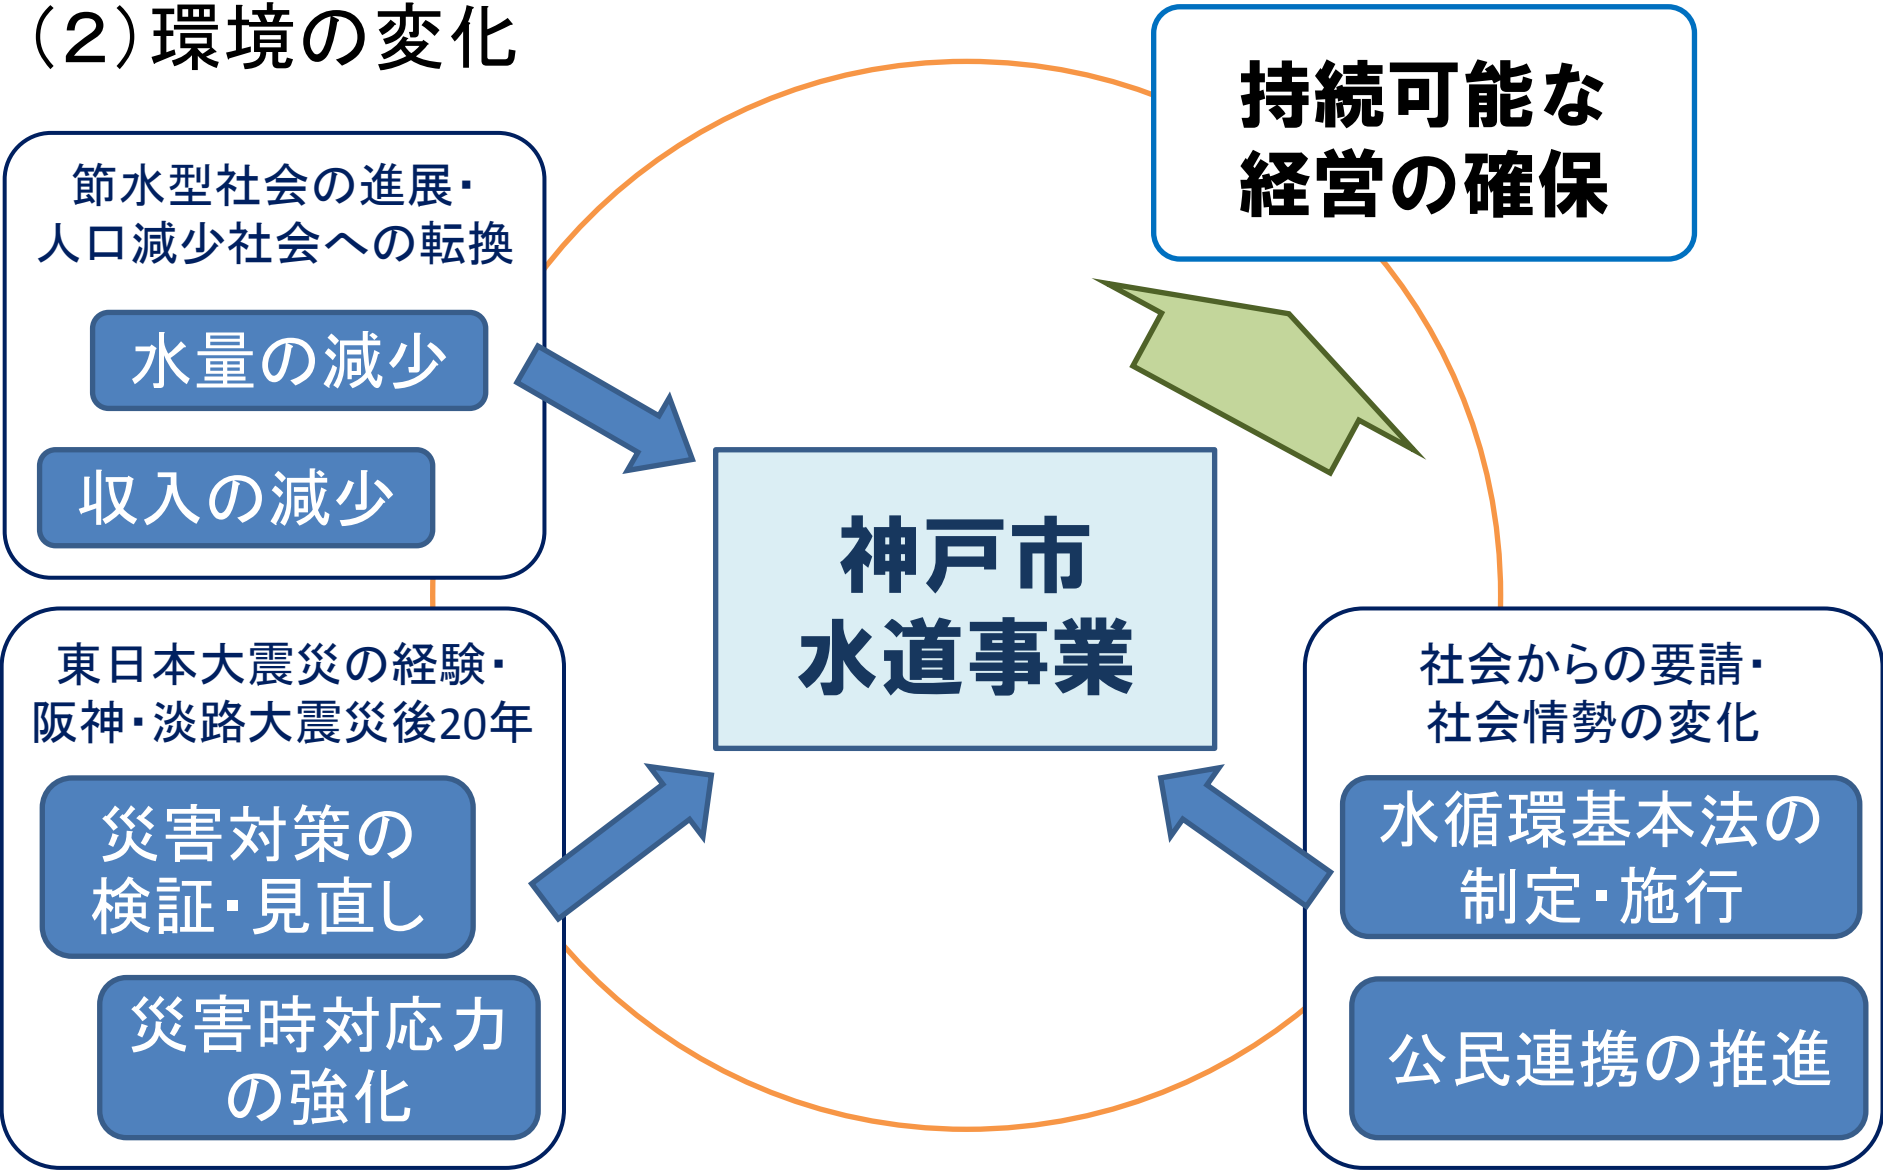 （２）環境の変化
持続可能な
経営の確保
節水型社会の進展・
人口減少社会への転換
水量の減少
収入の減少
神戸市
水道事業
東日本大震災の経験・
阪神・淡路大震災後20年
災害対策の
検証・見直し
災害時対応力
の強化
社会からの要請・
社会情勢の変化
水循環基本法の
制定・施行
公民連携の推進